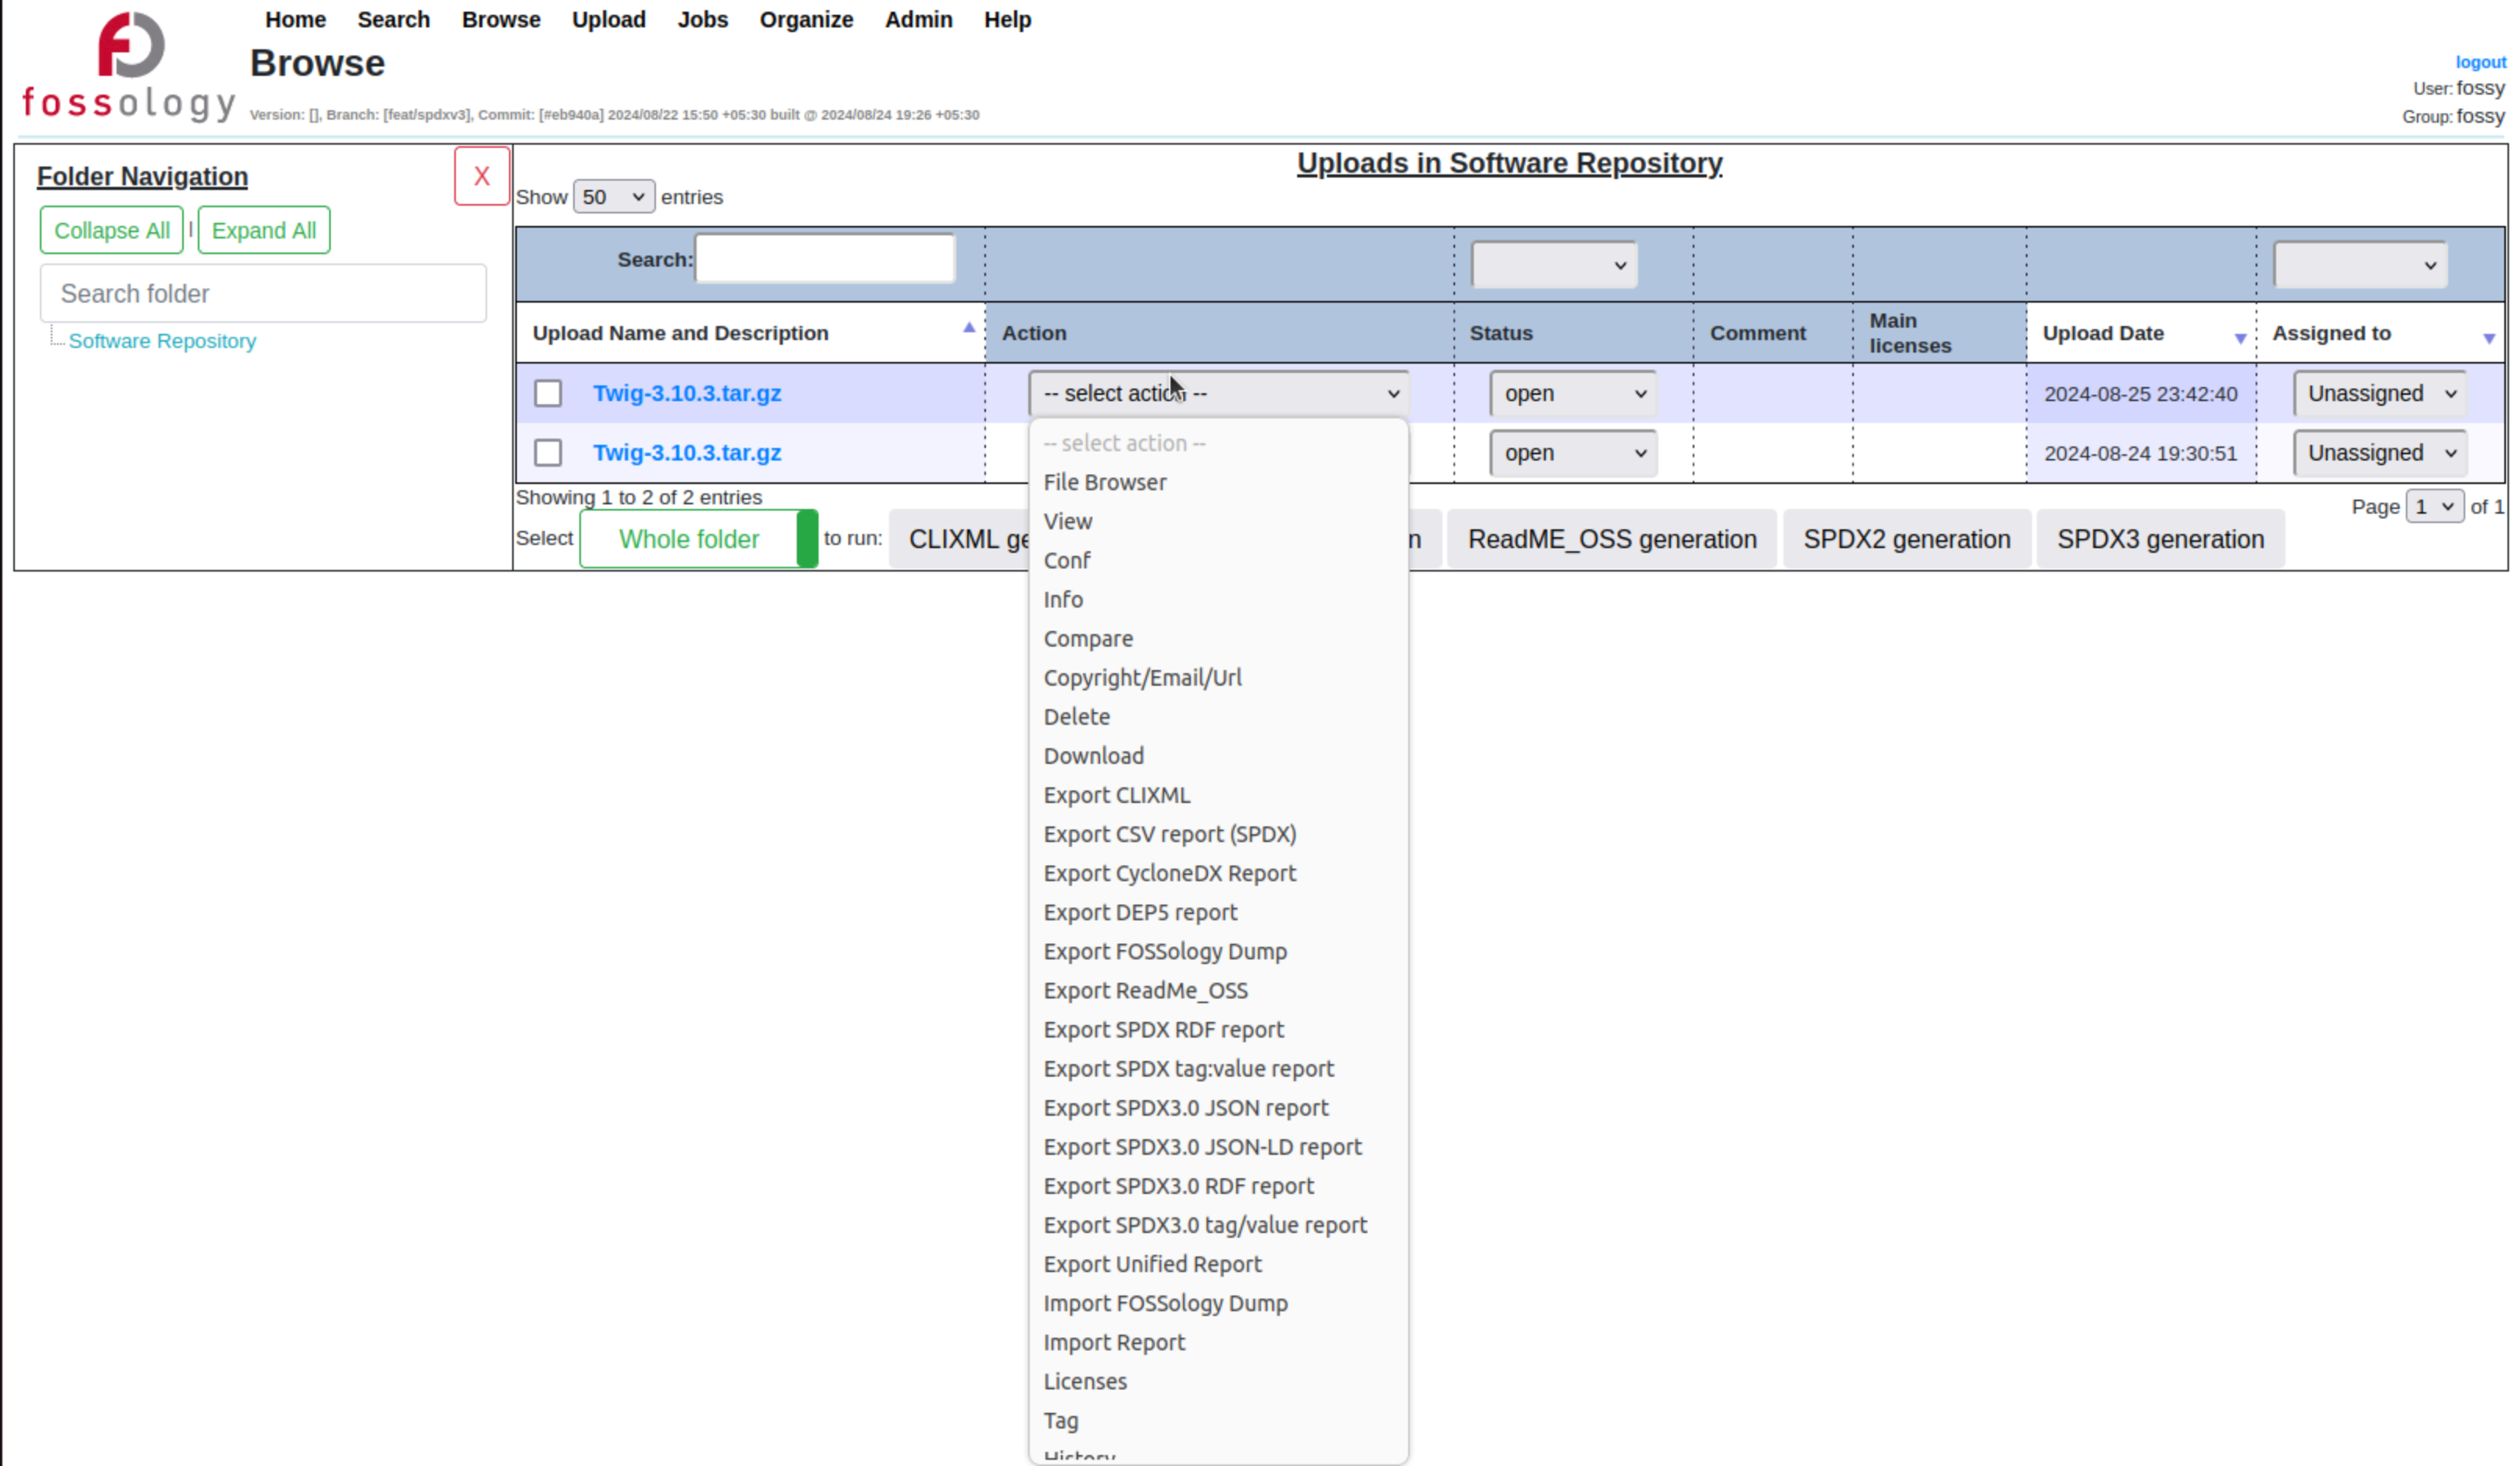 Home Search Browse Upload Jobs Organize Admin Help
fossology
Browse
Version: [], Branch: [feat/spdxv3], Commit: [#eb940a] 2024/08/22 15:50 +05:30 built @ 2024/08/24 19:26 +05:30
logout
User: fossy
Group: fossy
Folder Navigation
X
Collapse All | Expand All
Search folder
Software Repository
Uploads in Software Repository
Show 50 entries
Search:
Upload Name and Description Action Status Comment Main licenses Upload Date Assigned to
Twig-3.10.3.tar.gz -- select action -- open 2024-08-25 23:42:40 Unassigned
Twig-3.10.3.tar.gz open 2024-08-24 19:30:51 Unassigned
Showing 1 to 2 of 2 entries
Page 1 of 1
Select Whole folder to run: CLIXML ReadME_OSS generation SPDX2 generation SPDX3 generation
-- select action --
File Browser
View
Conf
Info
Compare
Copyright/Email/Url
Delete
Download
Export CLIXML
Export CSV report (SPDX)
Export CycloneDX Report
Export DEP5 report
Export FOSSology Dump
Export ReadMe_OSS
Export SPDX RDF report
Export SPDX tag:value report
Export SPDX3.0 JSON report
Export SPDX3.0 JSON-LD report
Export SPDX3.0 RDF report
Export SPDX3.0 tag/value report
Export Unified Report
Import FOSSology Dump
Import Report
Licenses
Tag
History